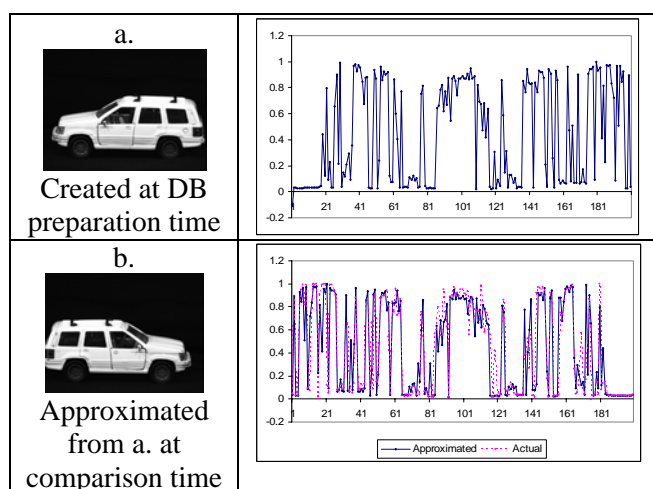 a.
Created at DB
preparation time
1.2
1
0.8
0.6
0.4
0.2
0
-0.2
1 21 41 61 81 101 121 141 161 181
b.
Approximated
from a. at
comparison time
1.2
1
0.8
0.6
0.4
0.2
0
-0.2
1 21 41 61 81 101 121 141 161 181
Approximated Actual